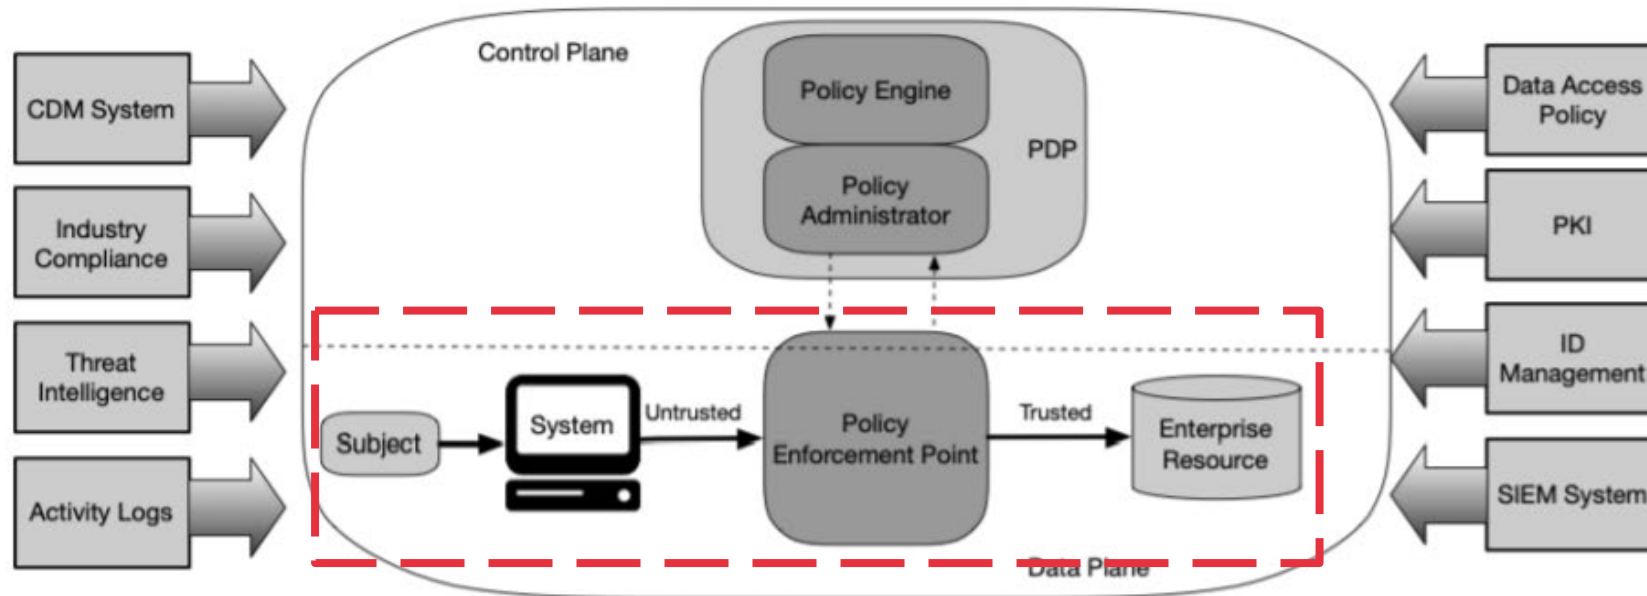 Control Plane
CDM System
Industry
Compliance
Threat
Intelligence
Activity Logs
Policy Engine
Policy
Administrator
PDP
Subject
System
Untrusted
Policy
Enforcement Point
Trusted
Enterprise
Resource
Data Plane
Data Access
Policy
PKI
ID
Management
SIEM System